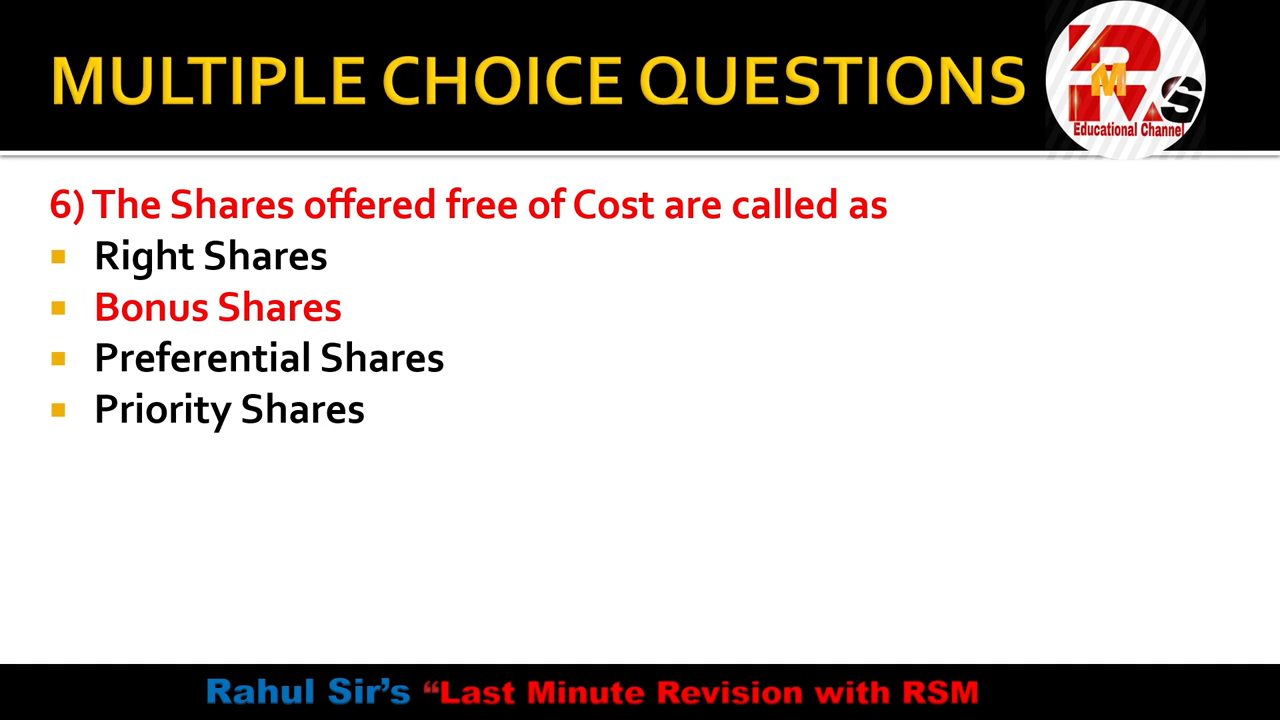 MULTIPLE CHOICE QUESTIONS
RMS
Educational Channel
6) The Shares offered free of Cost are called as
Right Shares
Bonus Shares
Preferential Shares
Priority Shares
Rahul Sir's “Last Minute Revision with RSM